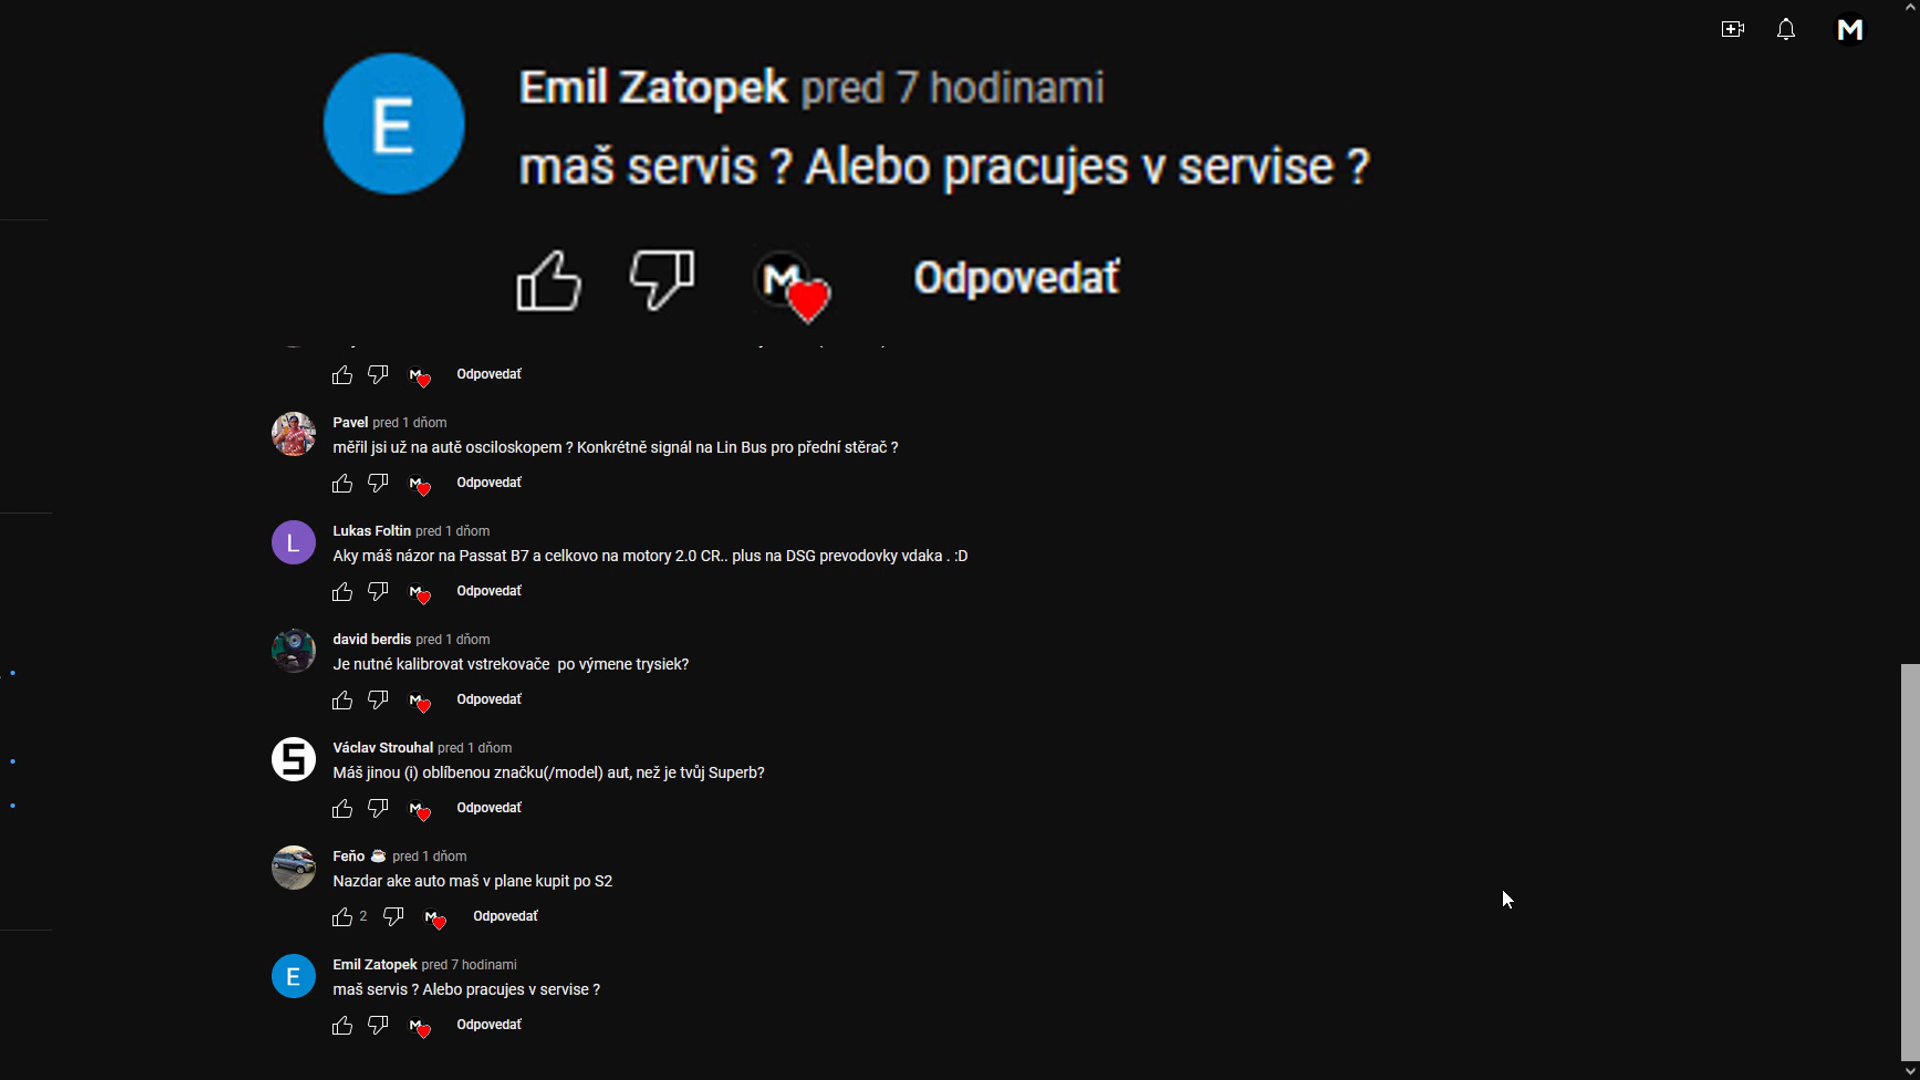 M
E
Emil Zatopek pred 7 hodinami
maš servis ? Alebo pracujes v servise ?
M
Odpovedať
M
Odpovedať
Pavel pred 1 dňom
měřil jsi už na autě osciloskopem ? Konkrétně signál na Lin Bus pro přední stěrač ?
M
Odpovedať
L
Lukas Foltin pred 1 dňom
Aky máš názor na Passat B7 a celkovo na motory 2.0 CR.. plus na DSG prevodovky vdaka . :D
M
Odpovedať
david berdis pred 1 dňom
Je nutné kalibrovat vstrekovače po výmene trysiek?
M
Odpovedať
S
Václav Strouhal pred 1 dňom
Máš jinou (i) oblíbenou značku(/model) aut, než je tvůj Superb?
M
Odpovedať
Feňo ☕ pred 1 dňom
Nazdar ake auto maš v plane kupit po S2
2
M
Odpovedať
E
Emil Zatopek pred 7 hodinami
maš servis ? Alebo pracujes v servise ?
M
Odpovedať